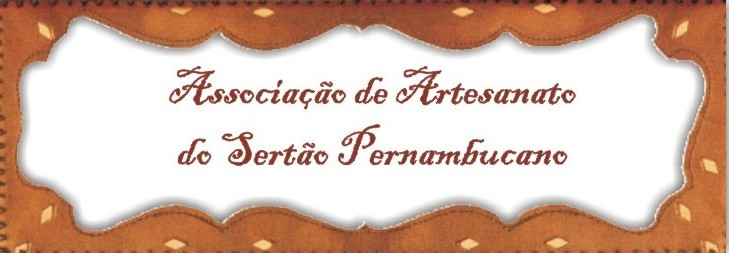 Associação de Artesanato
do Sertão Pernambucano